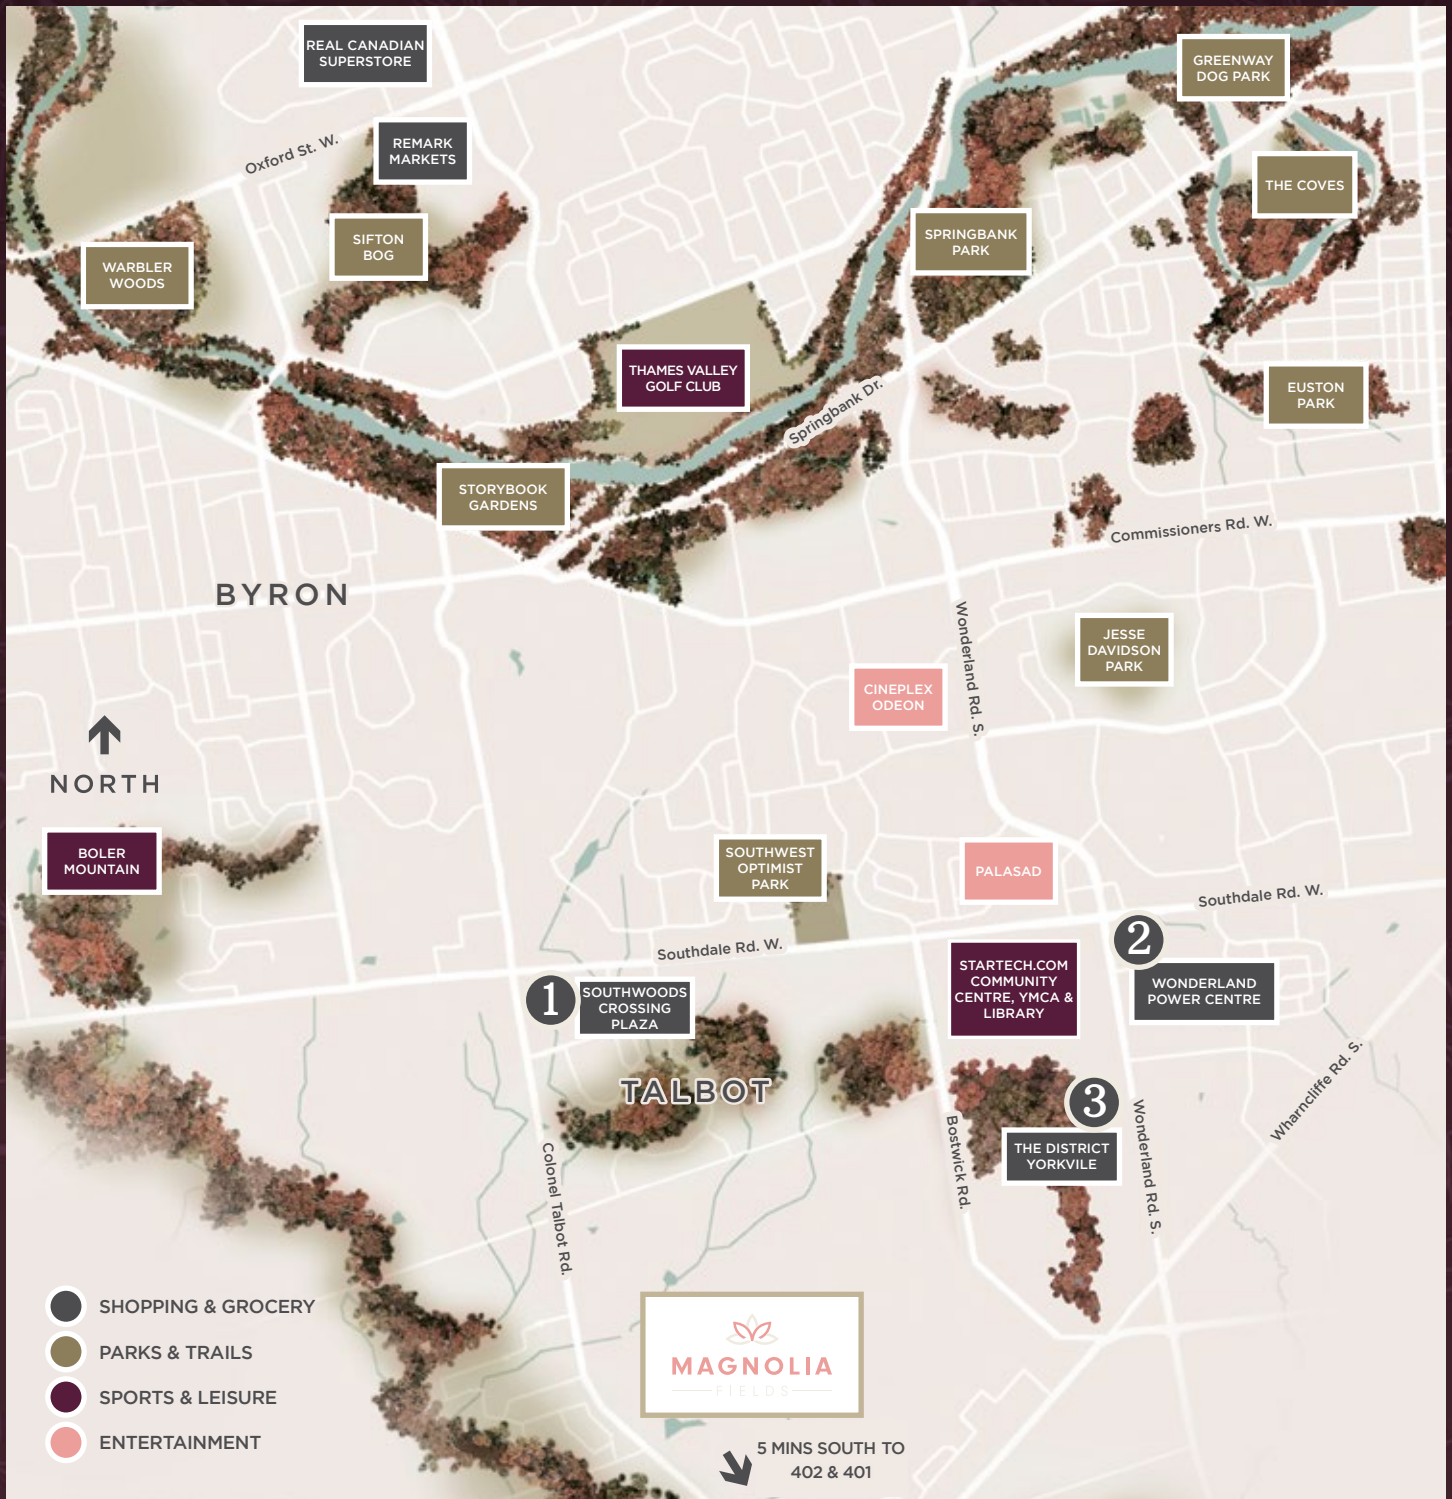 REAL CANADIAN
SUPERSTORE
GREENWAY
DOG PARK
Oxford St. W.
REMARK
MARKETS
THE COVES
SIFTON
BOG
SPRINGBANK
PARK
WARBLER
WOODS
THAMES VALLEY
GOLF CLUB
Springbank Dr.
EUSTON
PARK
STORYBOOK
GARDENS
Commissioners Rd. W.
BYRON
Wonderland Rd. S.
JESSE
DAVIDSON
PARK
CINEPLEX
ODEON
NORTH
BOLER
MOUNTAIN
SOUTHWEST
OPTIMIST
PARK
PALASAD
Southdale Rd. W.
Southdale Rd. W.
2
WONDERLAND
POWER CENTRE
STARTECH.COM
COMMUNITY
CENTRE, YMCA &
LIBRARY
1
SOUTHWOODS
CROSSING
PLAZA
TALBOT
3
THE DISTRICT
YORKVILE
Wharncliffe Rd. S.
Bostwick Rd.
Wonderland Rd. S.
Colonel Talbot Rd.
SHOPPING & GROCERY
PARKS & TRAILS
SPORTS & LEISURE
ENTERTAINMENT
MAGNOLIA
FIELDS
5 MINS SOUTH TO
402 & 401